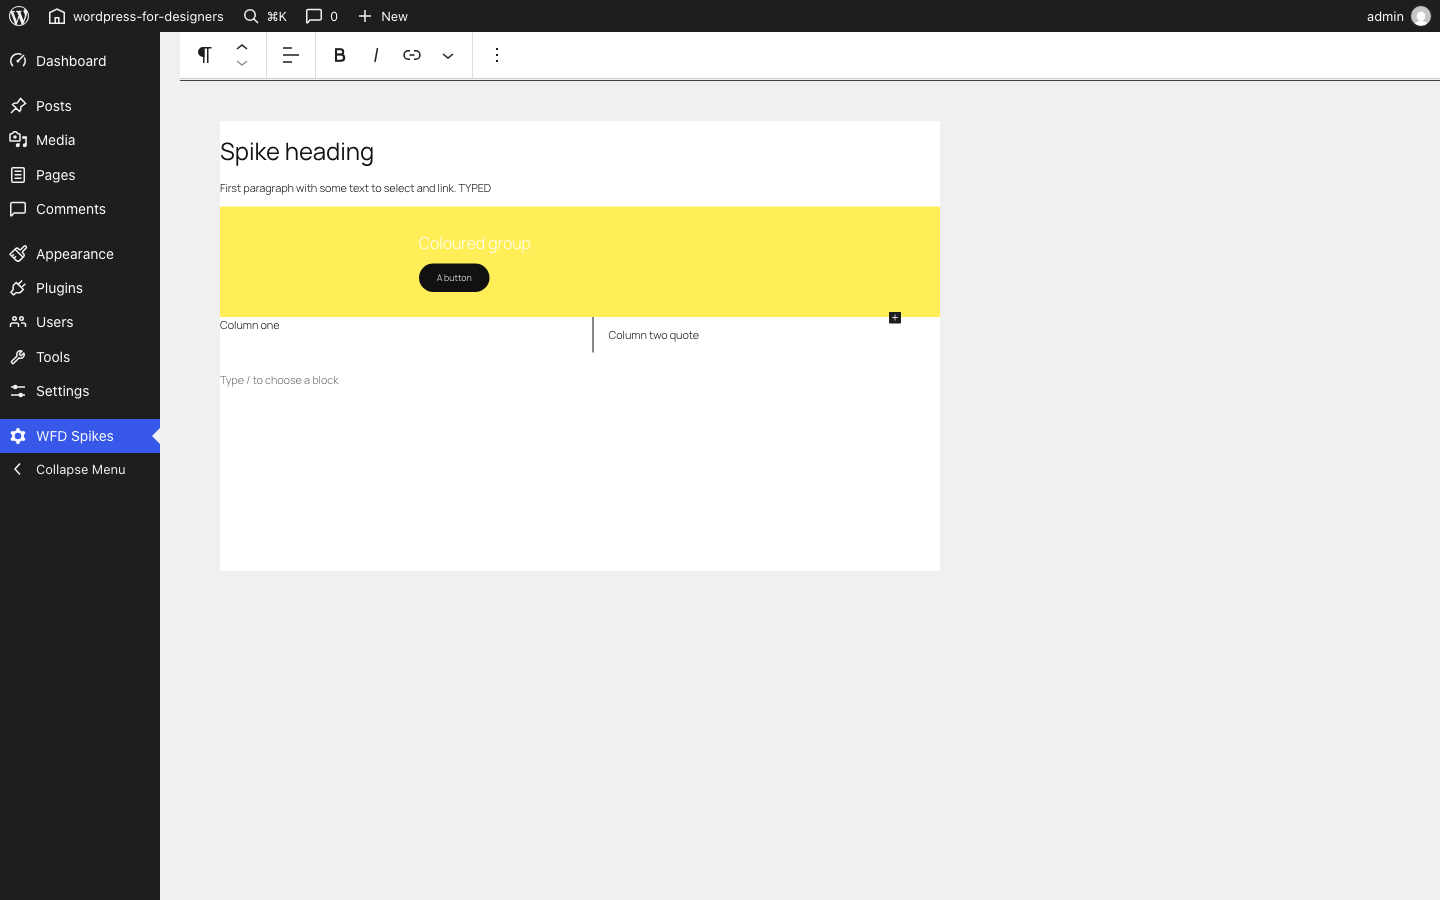 wordpress-for-designers
⌘K
0
New
admin
Dashboard
Posts
Media
Pages
Comments
Appearance
Plugins
Users
Tools
Settings
WFD Spikes
Collapse Menu
B I
Spike heading
First paragraph with some text to select and link. TYPED
Coloured group
A button
Column one
Column two quote
Type / to choose a block